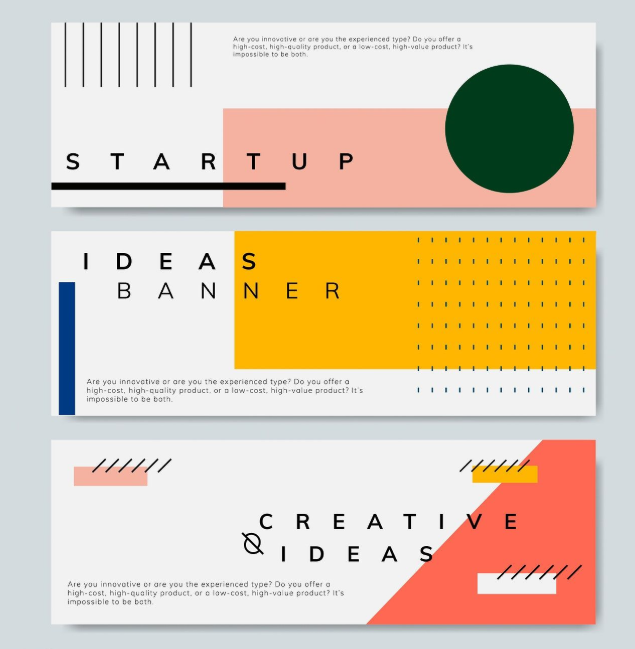 Are you innovative or are you the experienced type? Do you offer a
high-cost, high-quality product, or a low-cost, high-value product? It's
impossible to be both.
STARTUP
IDEAS
BANNER
Are you innovative or are you the experienced type? Do you offer a
high-cost, high-quality product, or a low-cost, high-value product? It's
impossible to be both.
CREATIVE
IDEAS
Are you innovative or are you the experienced type? Do you offer a
high-cost, high-quality product, or a low-cost, high-value product? It's
impossible to be both.